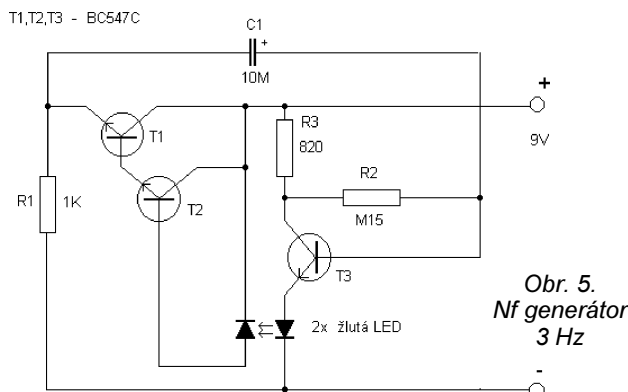 T1,T2,T3 - BC547C
C1
+
10M
+
T1
R3
820
9V
R2
R1
1K
T2
M15
T3
Obr. 5.
Nf generátor
3 Hz
2x žlutá LED
-